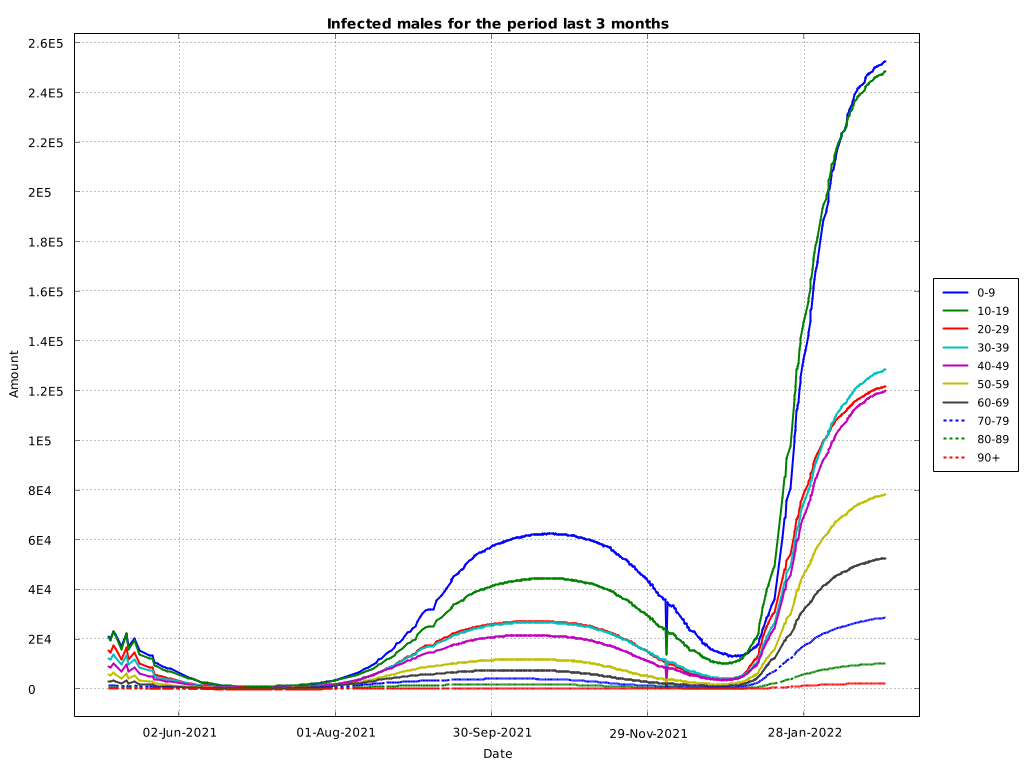 Infected males for the period last 3 months
2.6E5
2.4E5
2.2E5
2E5
1.8E5
1.6E5
1.4E5
1.2E5
1E5
8E4
6E4
4E4
2E4
0
Amount
02-Jun-2021
01-Aug-2021
30-Sep-2021
29-Nov-2021
28-Jan-2022
Date
0-9
10-19
20-29
30-39
40-49
50-59
60-69
70-79
80-89
90+